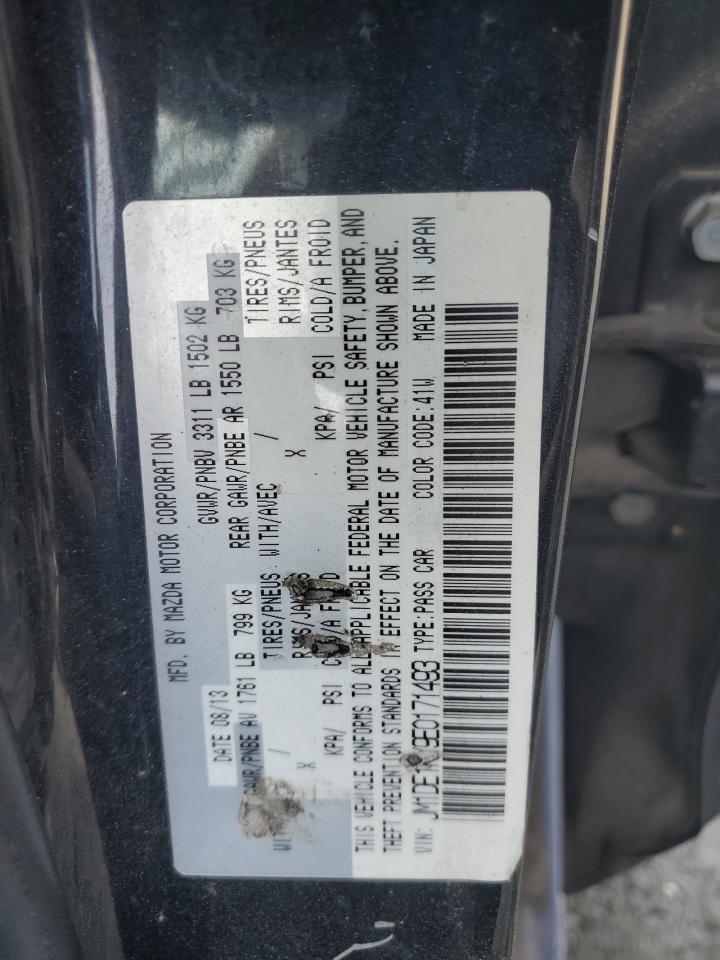 MFD. BY MAZDA MOTOR CORPORATION
DATE 08/13 GVWR/PNBV 3311 LB 1502 KG
GAWR/PNBE AV 1761 LB 799 KG REAR GAWR/PNBE AR 1550 LB 703 KG
/ TIRES/PNEUS WITH/AVEC / TIRES/PNEUS
X X RIMS/JANTES
KPA/ PSI KPA/ PSI COLD/A FROID
THIS VEHICLE CONFORMS TO ALL APPLICABLE FEDERAL MOTOR VEHICLE SAFETY, BUMPER, AND
THEFT PREVENTION STANDARDS IN EFFECT ON THE DATE OF MANUFACTURE SHOWN ABOVE.
VIN: 9E0171493 TYPE:PASS CAR COLOR CODE:41W MADE IN JAPAN